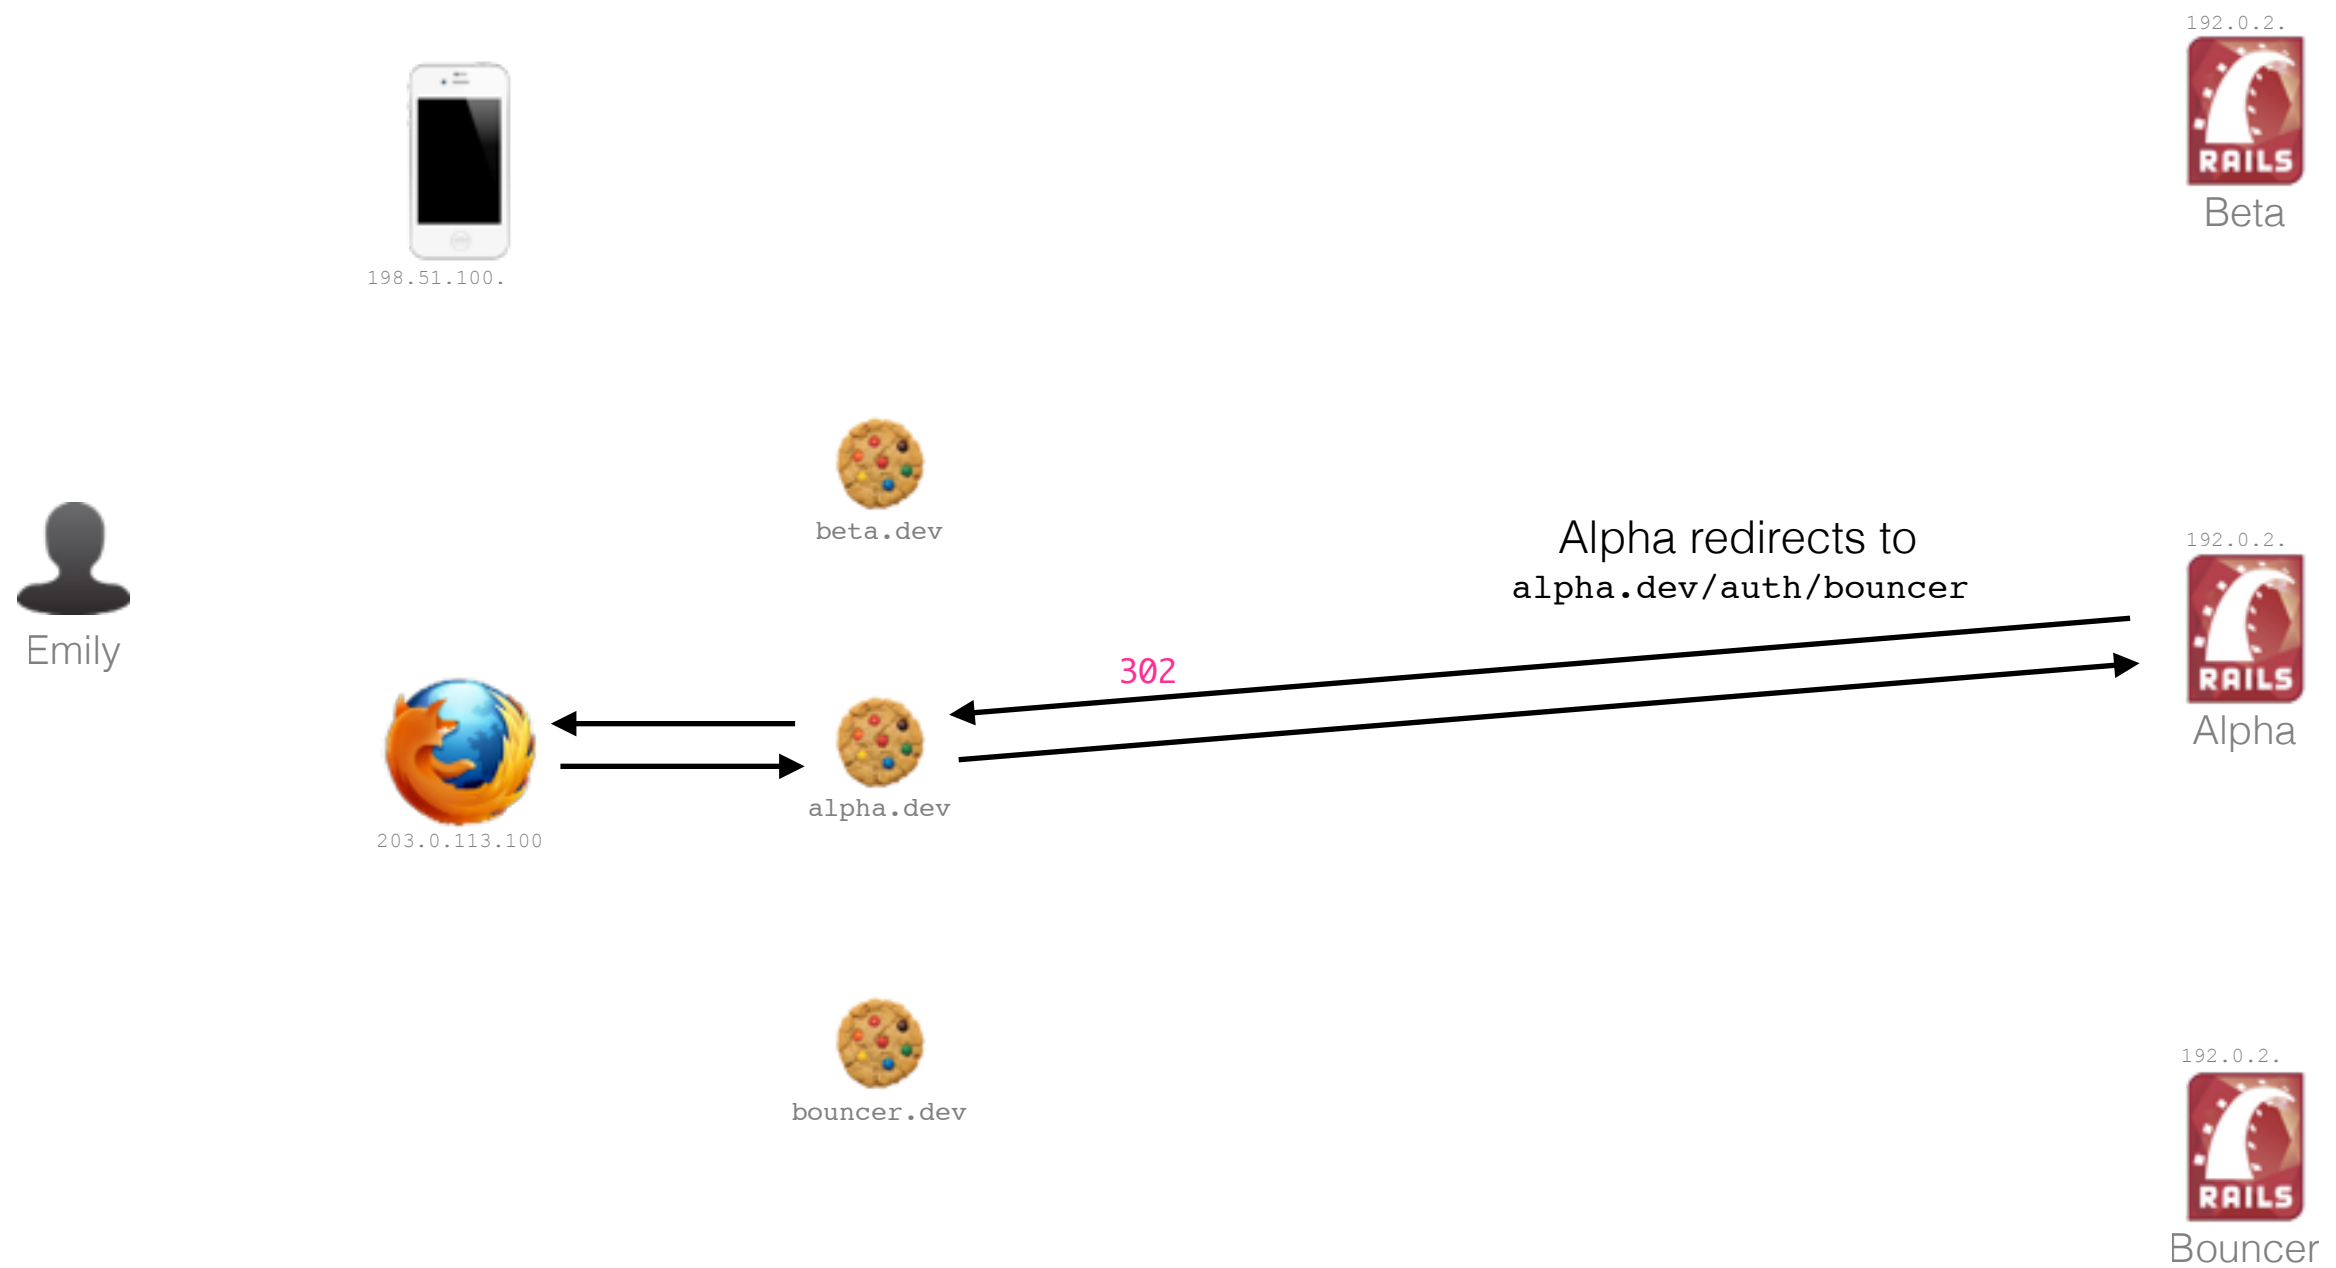 192.0.2.
RAILS
Beta
198.51.100.
beta.dev
Alpha redirects to
alpha.dev/auth/bouncer
192.0.2.
RAILS
Alpha
Emily
302
alpha.dev
203.0.113.100
192.0.2.
RAILS
Bouncer
bouncer.dev